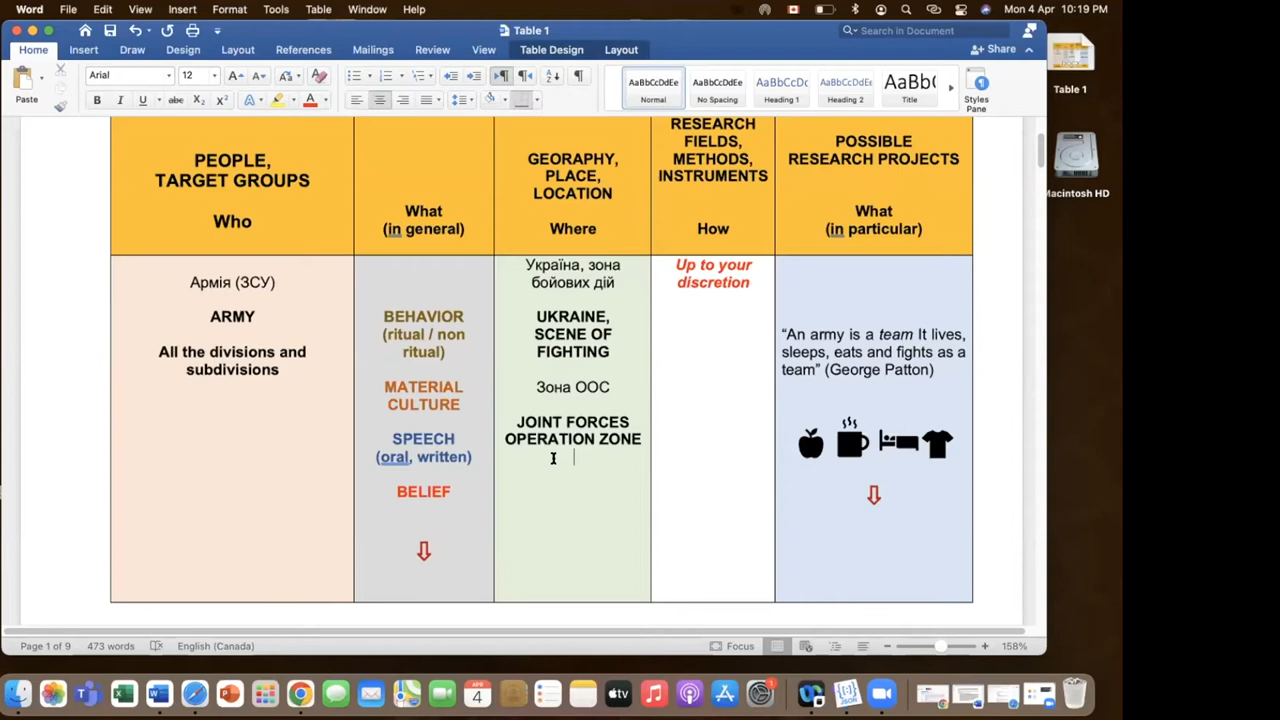 Word File Edit View Insert Format Tools Table Window Help Mon 4 Apr 10:19 PM
Table 1
Search in Document
Home Insert Draw Design Layout References Mailings Review View Table Design Layout
Share
Paste
Arial 12
AaBbCcDdEe AaBbCcDdEe AaBbCcDc AaBbCcDdEe AaBb(
Normal No Spacing Heading 1 Heading 2 Title
Styles
Pane
Table 1
Macintosh HD
PEOPLE,
TARGET GROUPS
Who
What
(in general)
GEORAPHY,
PLACE,
LOCATION
Where
RESEARCH
FIELDS,
METHODS,
INSTRUMENTS
How
POSSIBLE
RESEARCH PROJECTS
What
(in particular)
Армія (ЗСУ)
ARMY
All the divisions and
subdivisions
BEHAVIOR
(ritual / non
ritual)
MATERIAL
CULTURE
SPEECH
(oral, written)
BELIEF
Україна, зона
бойових дій
UKRAINE,
SCENE OF
FIGHTING
Зона ООС
JOINT FORCES
OPERATION ZONE
Up to your
discretion
“An army is a team It lives,
sleeps, eats and fights as a
team” (George Patton)
Page 1 of 9 473 words English (Canada) Focus 158%